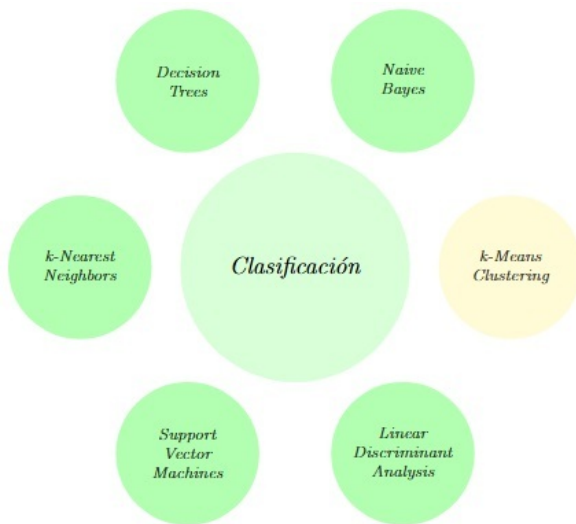 Decision
Trees
Naive
Bayes
k-Nearest
Neighbors
Clasificación
k-Means
Clustering
Support
Vector
Machines
Linear
Discriminant
Analysis